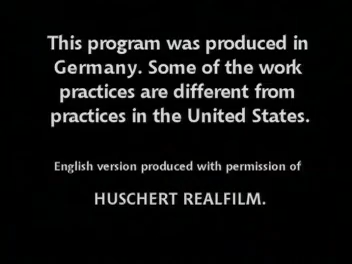 This program was produced in
Germany. Some of the work
practices are different from
practices in the United States.
English version produced with permission of
HUSCHERT REALFILM.